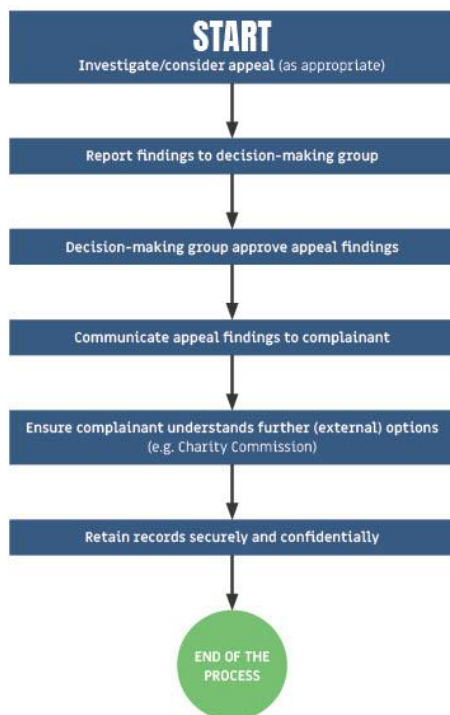 START
Investigate/consider appeal (as appropriate)
Report findings to decision-making group
Decision-making group approve appeal findings
Communicate appeal findings to complainant
Ensure complainant understands further (external) options
(e.g. Charity Commission)
Retain records securely and confidentially
END OF THE
PROCESS